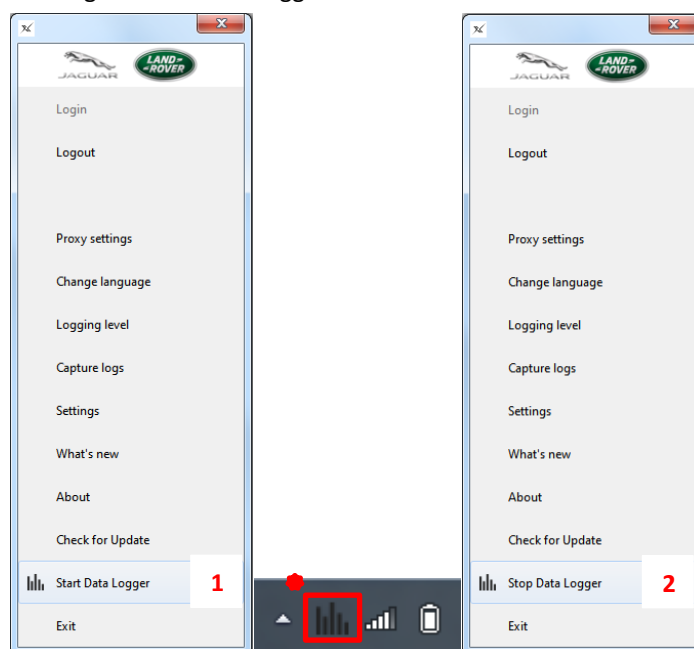 JAGUAR
LAND-
-ROVER
Login
Logout
Proxy settings
Change language
Logging level
Capture logs
Settings
What's new
About
Check for Update
Start Data Logger 1
Exit
JAGUAR
LAND-
-ROVER
Login
Logout
Proxy settings
Change language
Logging level
Capture logs
Settings
What's new
About
Check for Update
Stop Data Logger 2
Exit